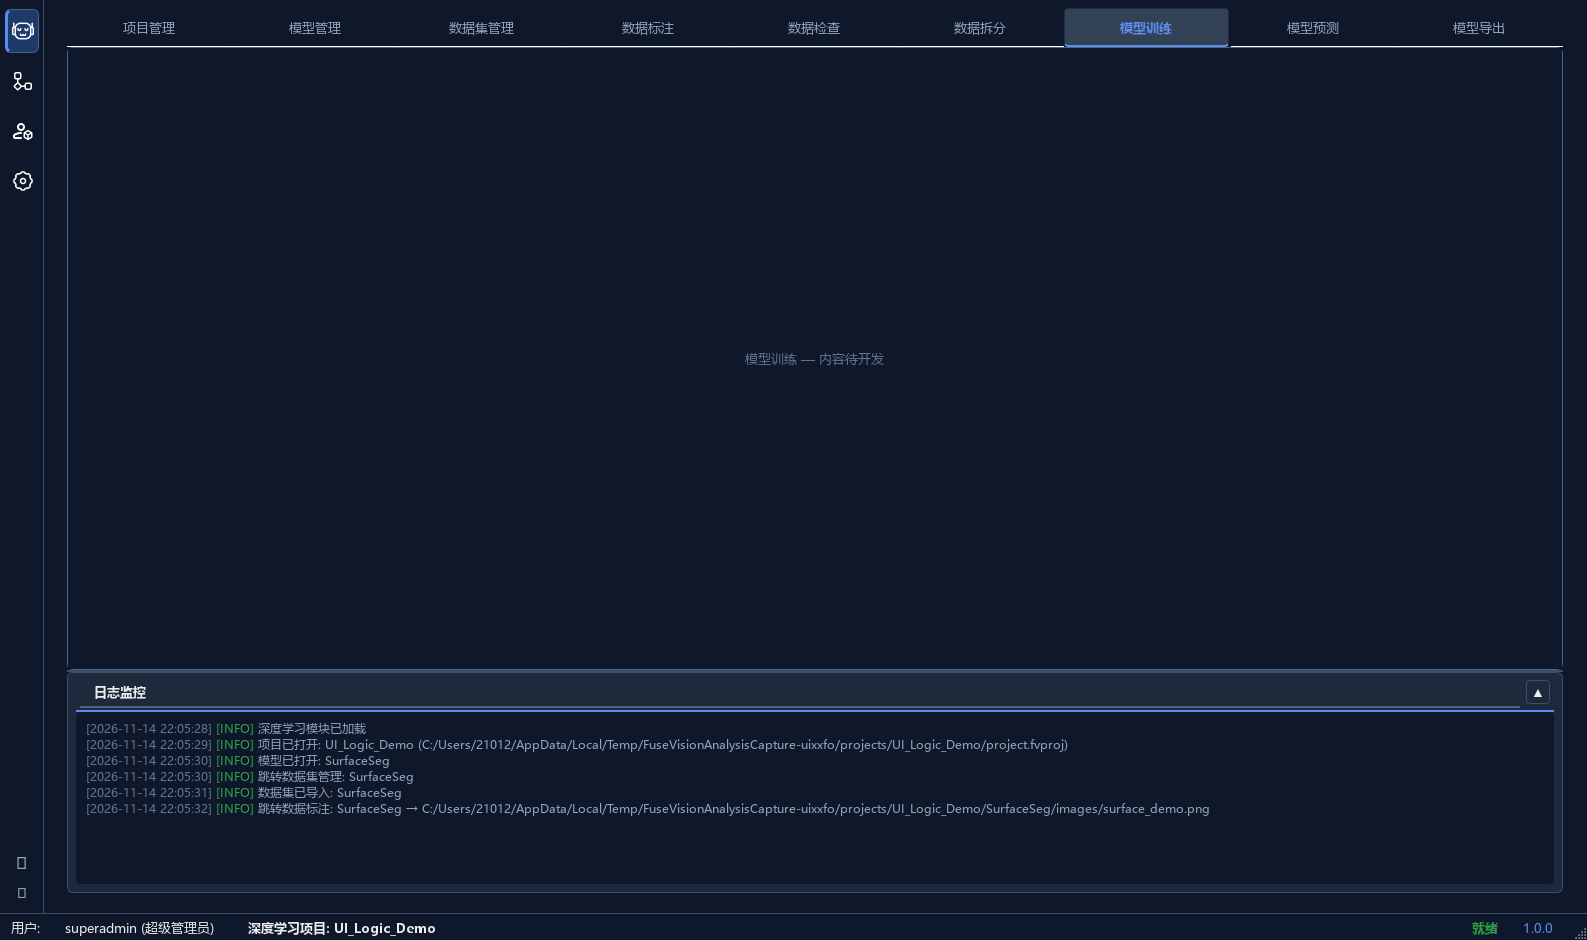 项目管理 模型管理 数据集管理 数据标注 数据检查 数据拆分 模型训练 模型预测 模型导出
模型训练 — 内容待开发
日志监控 ▲
[2026-11-14 22:05:28] [INFO] 深度学习模块已加载
[2026-11-14 22:05:29] [INFO] 项目已打开: UI_Logic_Demo (C:/Users/21012/AppData/Local/Temp/FuseVisionAnalysisCapture-uixxfo/projects/UI_Logic_Demo/project.fvproj)
[2026-11-14 22:05:30] [INFO] 模型已打开: SurfaceSeg
[2026-11-14 22:05:30] [INFO] 跳转数据集管理: SurfaceSeg
[2026-11-14 22:05:31] [INFO] 数据集已导入: SurfaceSeg
[2026-11-14 22:05:32] [INFO] 跳转数据标注: SurfaceSeg → C:/Users/21012/AppData/Local/Temp/FuseVisionAnalysisCapture-uixxfo/projects/UI_Logic_Demo/SurfaceSeg/images/surface_demo.png
用户: superadmin (超级管理员) 深度学习项目: UI_Logic_Demo 就绪 1.0.0